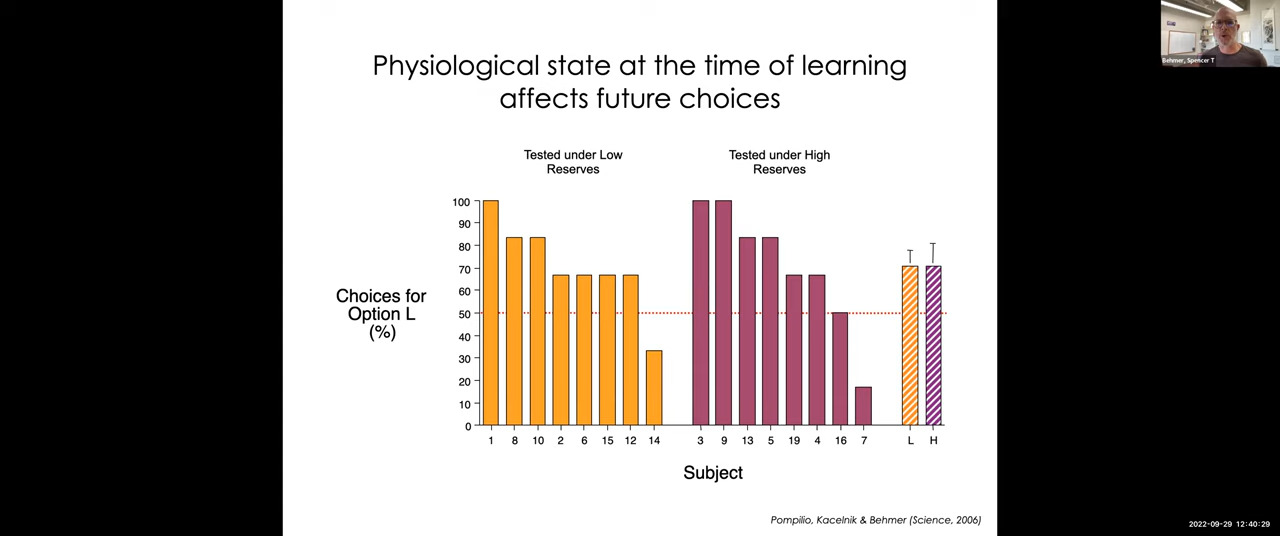 Physiological state at the time of learning
affects future choices
Behmer, Spencer T
Tested under Low
Reserves
Tested under High
Reserves
100
90
80
70
60
50
40
30
20
10
0
Choices for
Option L
(%)
1 8 10 2 6 15 12 14 3 9 13 5 19 4 16 7 L H
Subject
Pompilio, Kacelnik & Behmer (Science, 2006)
2022-09-29 12:40:29